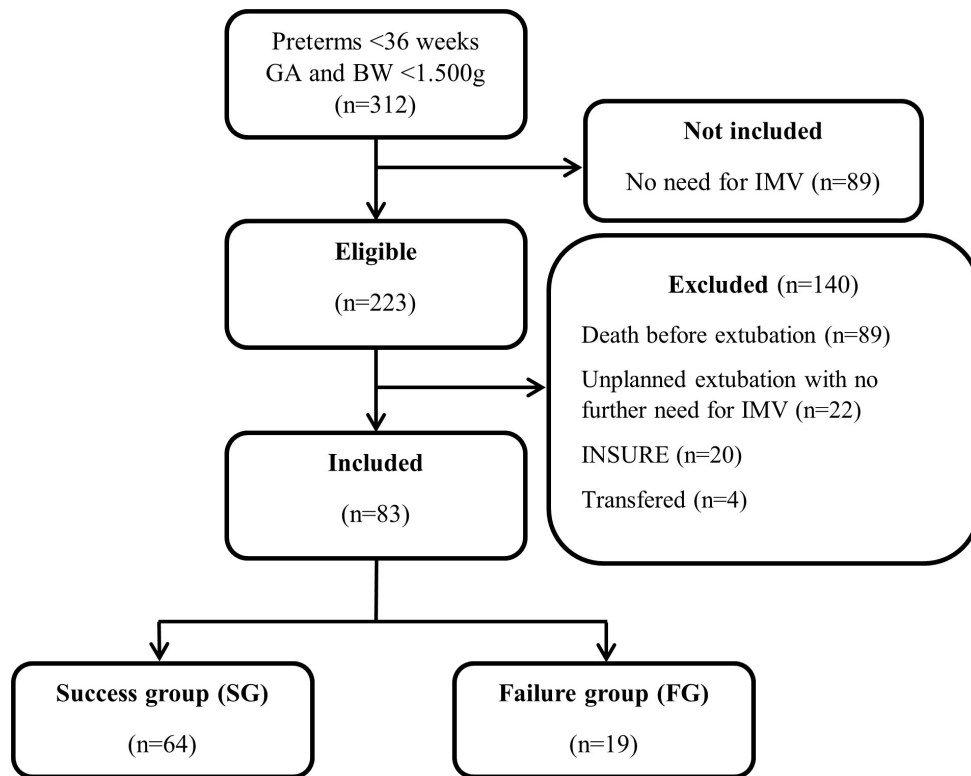 Preterms <36 weeks
GA and BW <1.500g
(n=312)
Not included
No need for IMV (n=89)
Eligible
(n=223)
Excluded (n=140)
Death before extubation (n=89)
Unplanned extubation with no
further need for IMV (n=22)
INSURE (n=20)
Transfered (n=4)
Included
(n=83)
Success group (SG)
(n=64)
Failure group (FG)
(n=19)